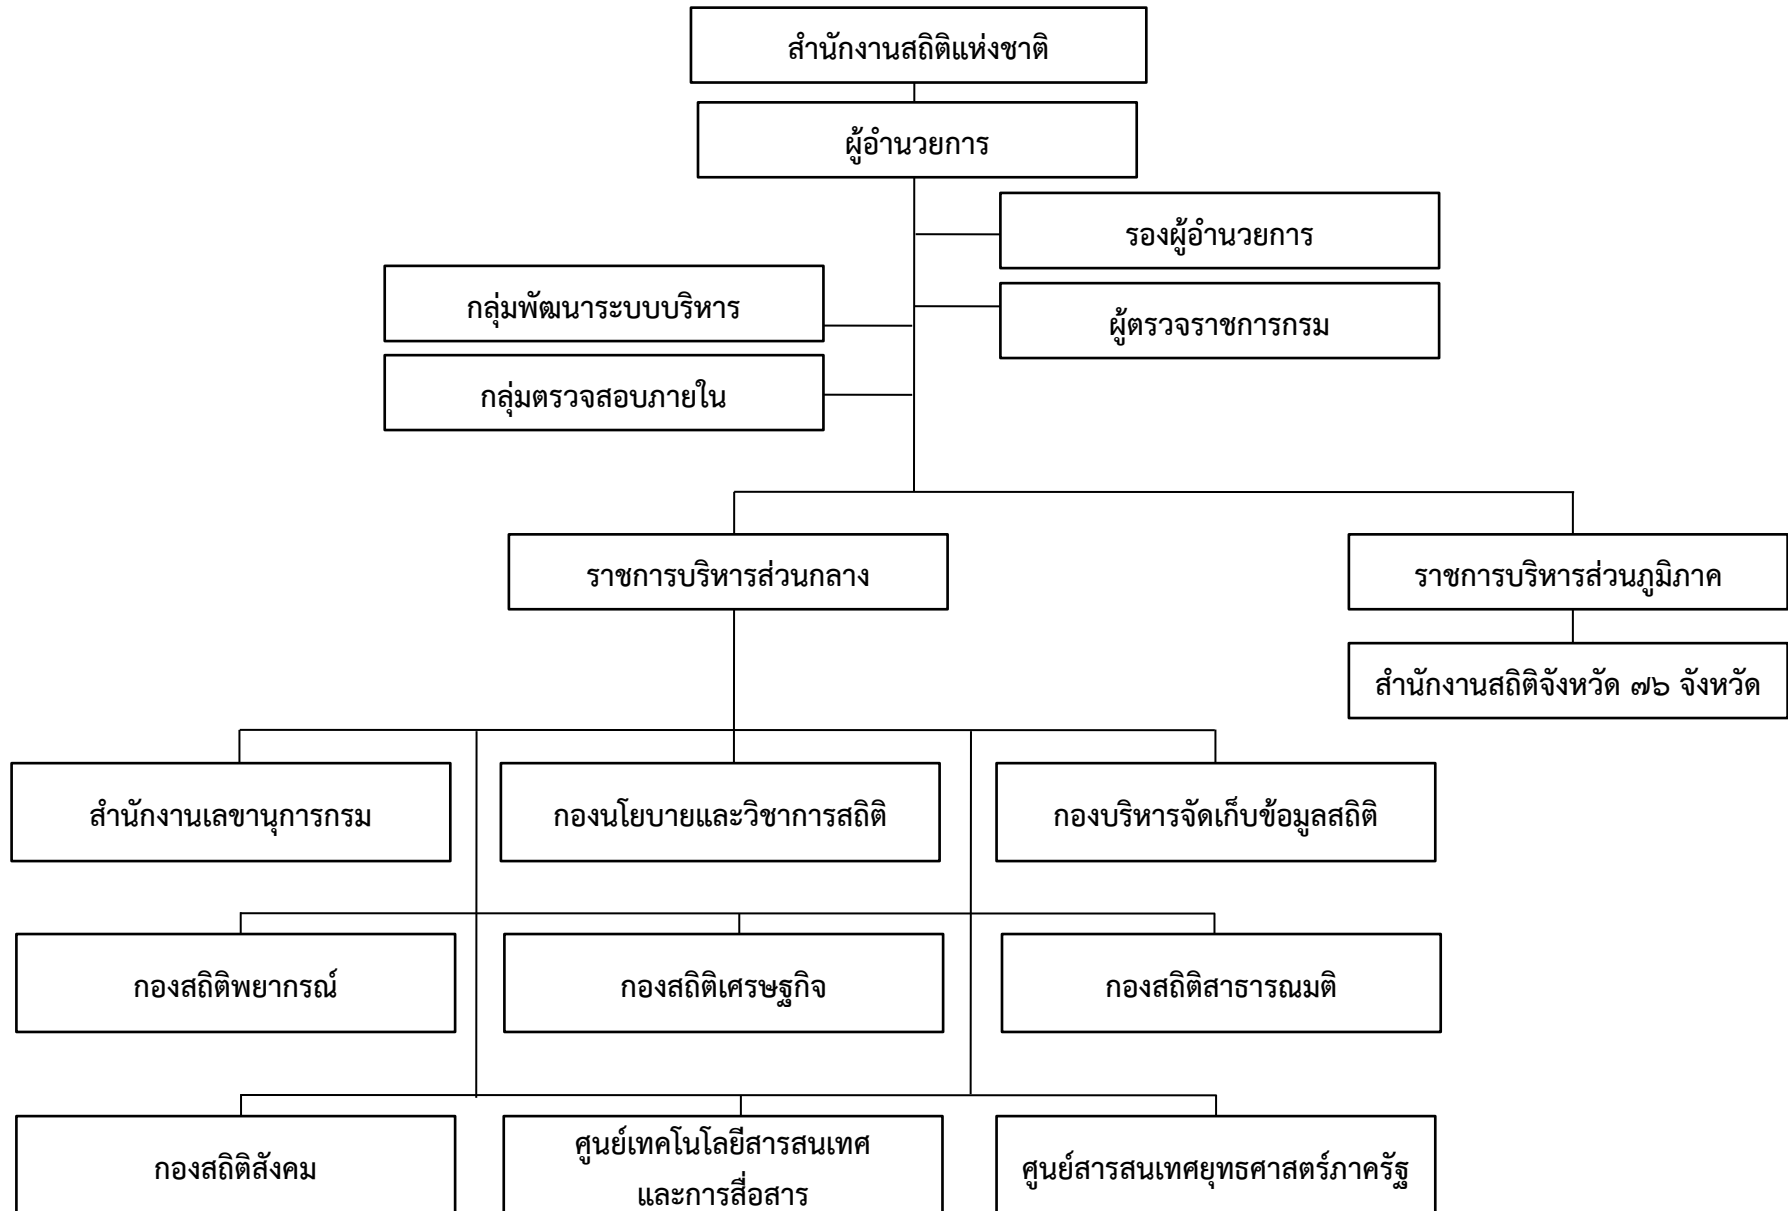 สำนักงานสถิติแห่งชาติ
ผู้อำนวยการ
รองผู้อำนวยการ
กลุ่มพัฒนาระบบบริหาร
ผู้ตรวจราชการกรม
กลุ่มตรวจสอบภายใน
ราชการบริหารส่วนกลาง
ราชการบริหารส่วนภูมิภาค
สำนักงานสถิติจังหวัด ๗๖ จังหวัด
สำนักงานเลขานุการกรม
กองนโยบายและวิชาการสถิติ
กองบริหารจัดเก็บข้อมูลสถิติ
กองสถิติพยากรณ์
กองสถิติเศรษฐกิจ
กองสถิติสาธารณมติ
กองสถิติสังคม
ศูนย์เทคโนโลยีสารสนเทศ
และการสื่อสาร
ศูนย์สารสนเทศยุทธศาสตร์ภาครัฐ